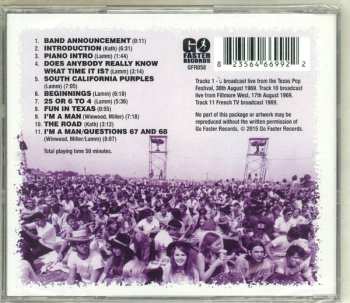 GO
FASTER
RECORDS
GFR058
8 23564 66992 2
1. BAND ANNOUNCEMENT (0:11)
2. INTRODUCTION (Kath) (6:31)
3. PIANO INTRO (Lamm) (1:44)
4. DOES ANYBODY REALLY KNOW
WHAT TIME IT IS? (Lamm) (3:14)
5. SOUTH CALIFORNIA PURPLES
(Lamm) (7:05)
6. BEGINNINGS (Lamm) (6:18)
7. 25 OR 6 TO 4 (Lamm) (5:36)
8. FUN IN TEXAS (0:55)
9. I'M A MAN (Winwood, Miller) (7:18)
10. THE ROAD (Kath) (3:12)
11. I'M A MAN/QUESTIONS 67 AND 68
(Winwood, Miller/Lamm) (6:07)
Total playing time 50 minutes.
Tracks 1 - broadcast live from the Texas Pop
Festival, 30th August 1969. Track 10 broadcast
live from Fillmore West, 17th August 1969.
Track 11 French TV broadcast 1969.
No part of this package or artwork may be
reproduced without the written permission of
Go Faster Records.
© 2015 Go Faster Records.